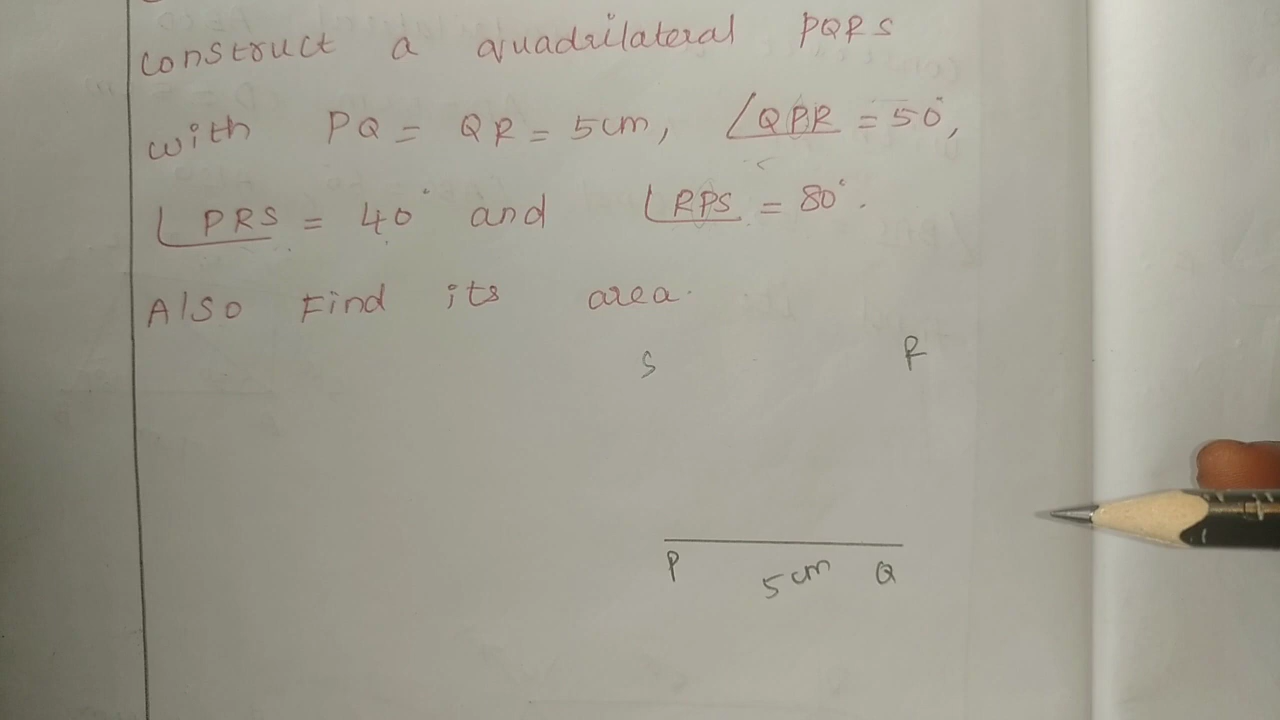 construct a quadrilateral PQRS
with PQ = QR = 5cm, ∠QPR = 50°,
∠PRS = 40° and ∠RPS = 80°.
Also Find its area.
S R
P 5cm Q